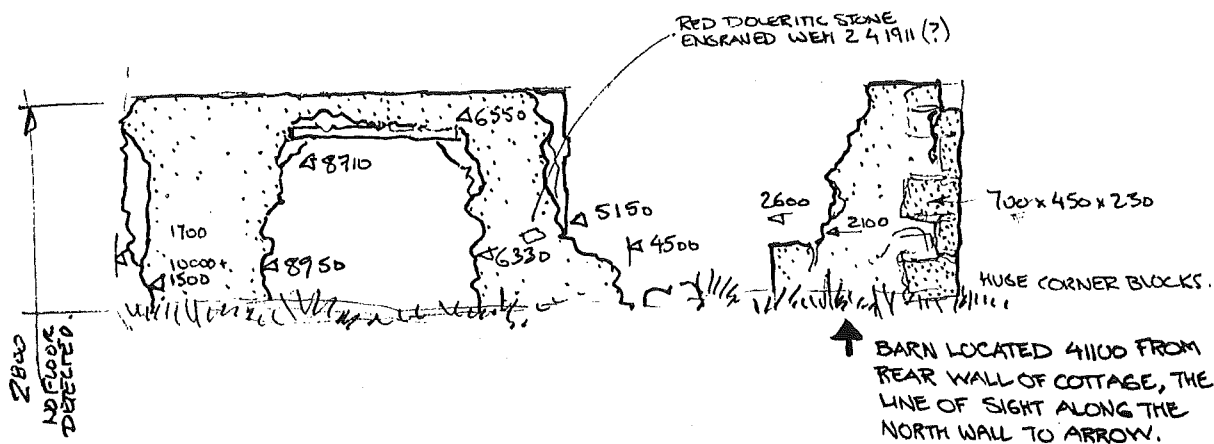 RED DOLERITIC STONE
ENGRAVED WEH 2 4 1911 (?)
6550
8710
5150
2600
700 x 450 x 230
2100
1700
4500
10000+
1500
8950
6330
HUGE CORNER BLOCKS.
2800
NO FLOOR
DETECTED.
BARN LOCATED 41100 FROM
REAR WALL OF COTTAGE, THE
LINE OF SIGHT ALONG THE
NORTH WALL TO ARROW.